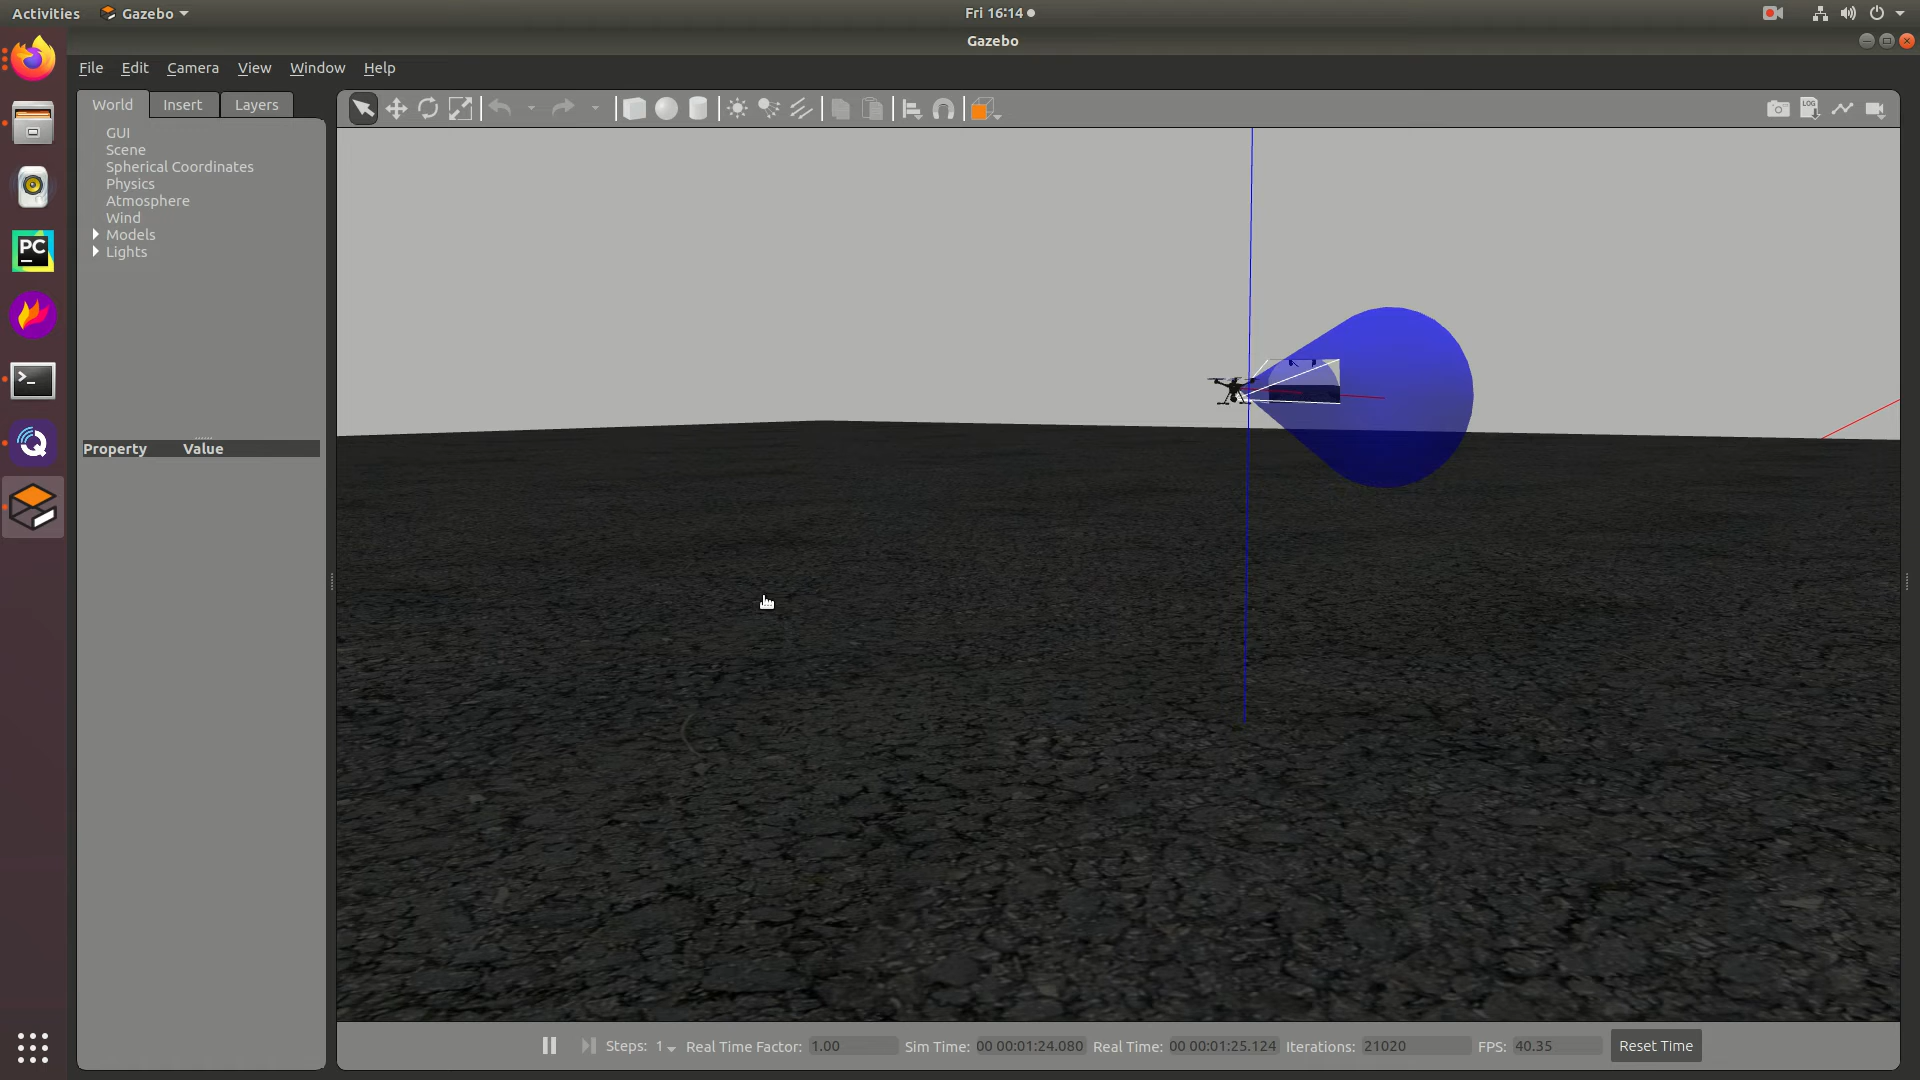 Activities Gazebo Fri 16:14
Gazebo
File Edit Camera View Window Help
World Insert Layers
LOG
GUI
Scene
Spherical Coordinates
Physics
Atmosphere
Wind
Models
Lights
PC
Property Value
Steps: 1 Real Time Factor: 1.00 Sim Time: 00 00:01:24.080 Real Time: 00 00:01:25.124 Iterations: 21020 FPS: 40.35 Reset Time